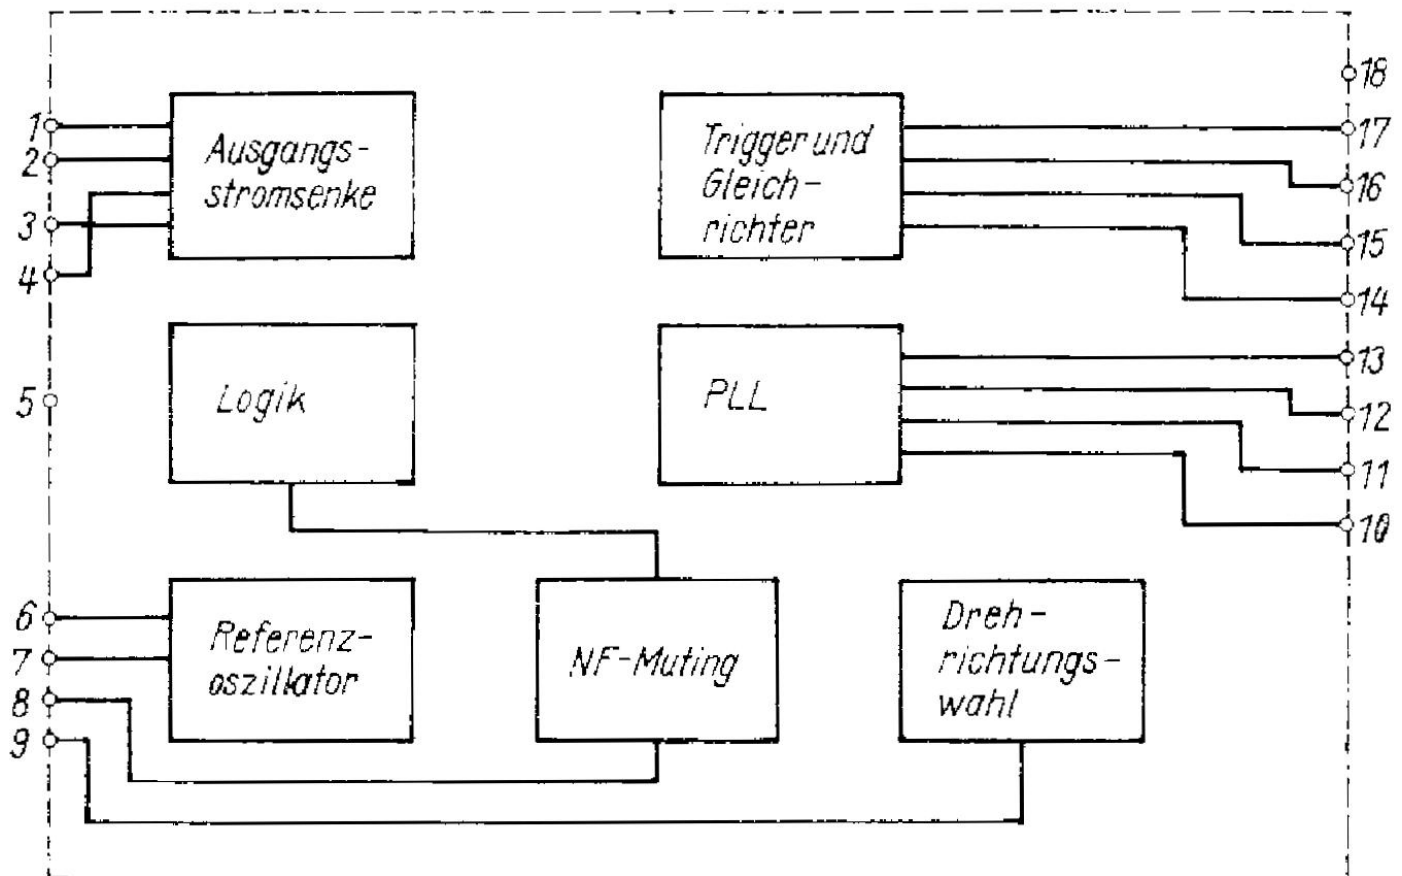 1
2
3
4
5
6
7
8
9
Ausgangs-
stromsenke
Trigger und
Gleich-
richter
Logik
PLL
Referenz-
oszillator
NF-Muting
Dreh-
richtungs-
wahl
18
17
16
15
14
13
12
11
10